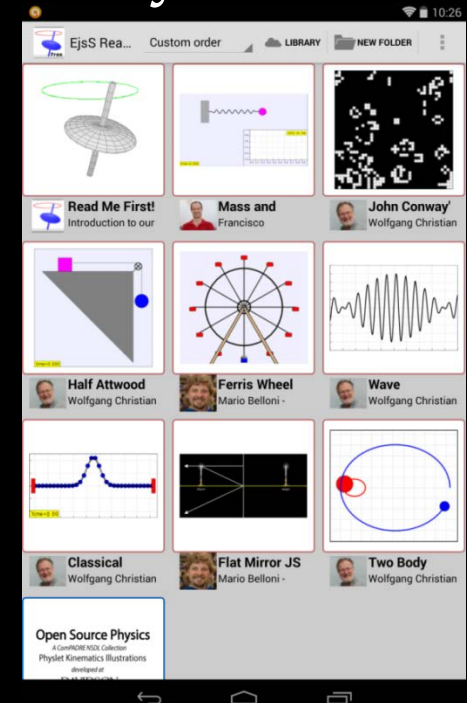 10:26
EjsS Rea...
Custom order
LIBRARY
NEW FOLDER
Free
Read Me First!
Introduction to our
Mass and
Francisco
John Conway'
Wolfgang Christian
Half Attwood
Wolfgang Christian
Ferris Wheel
Mario Belloni -
Wave
Wolfgang Christian
Classical
Wolfgang Christian
Flat Mirror JS
Mario Belloni -
Two Body
Wolfgang Christian
Open Source Physics
A ComPADRE NSDL Collection
Physlet Kinematics Illustrations
developed at